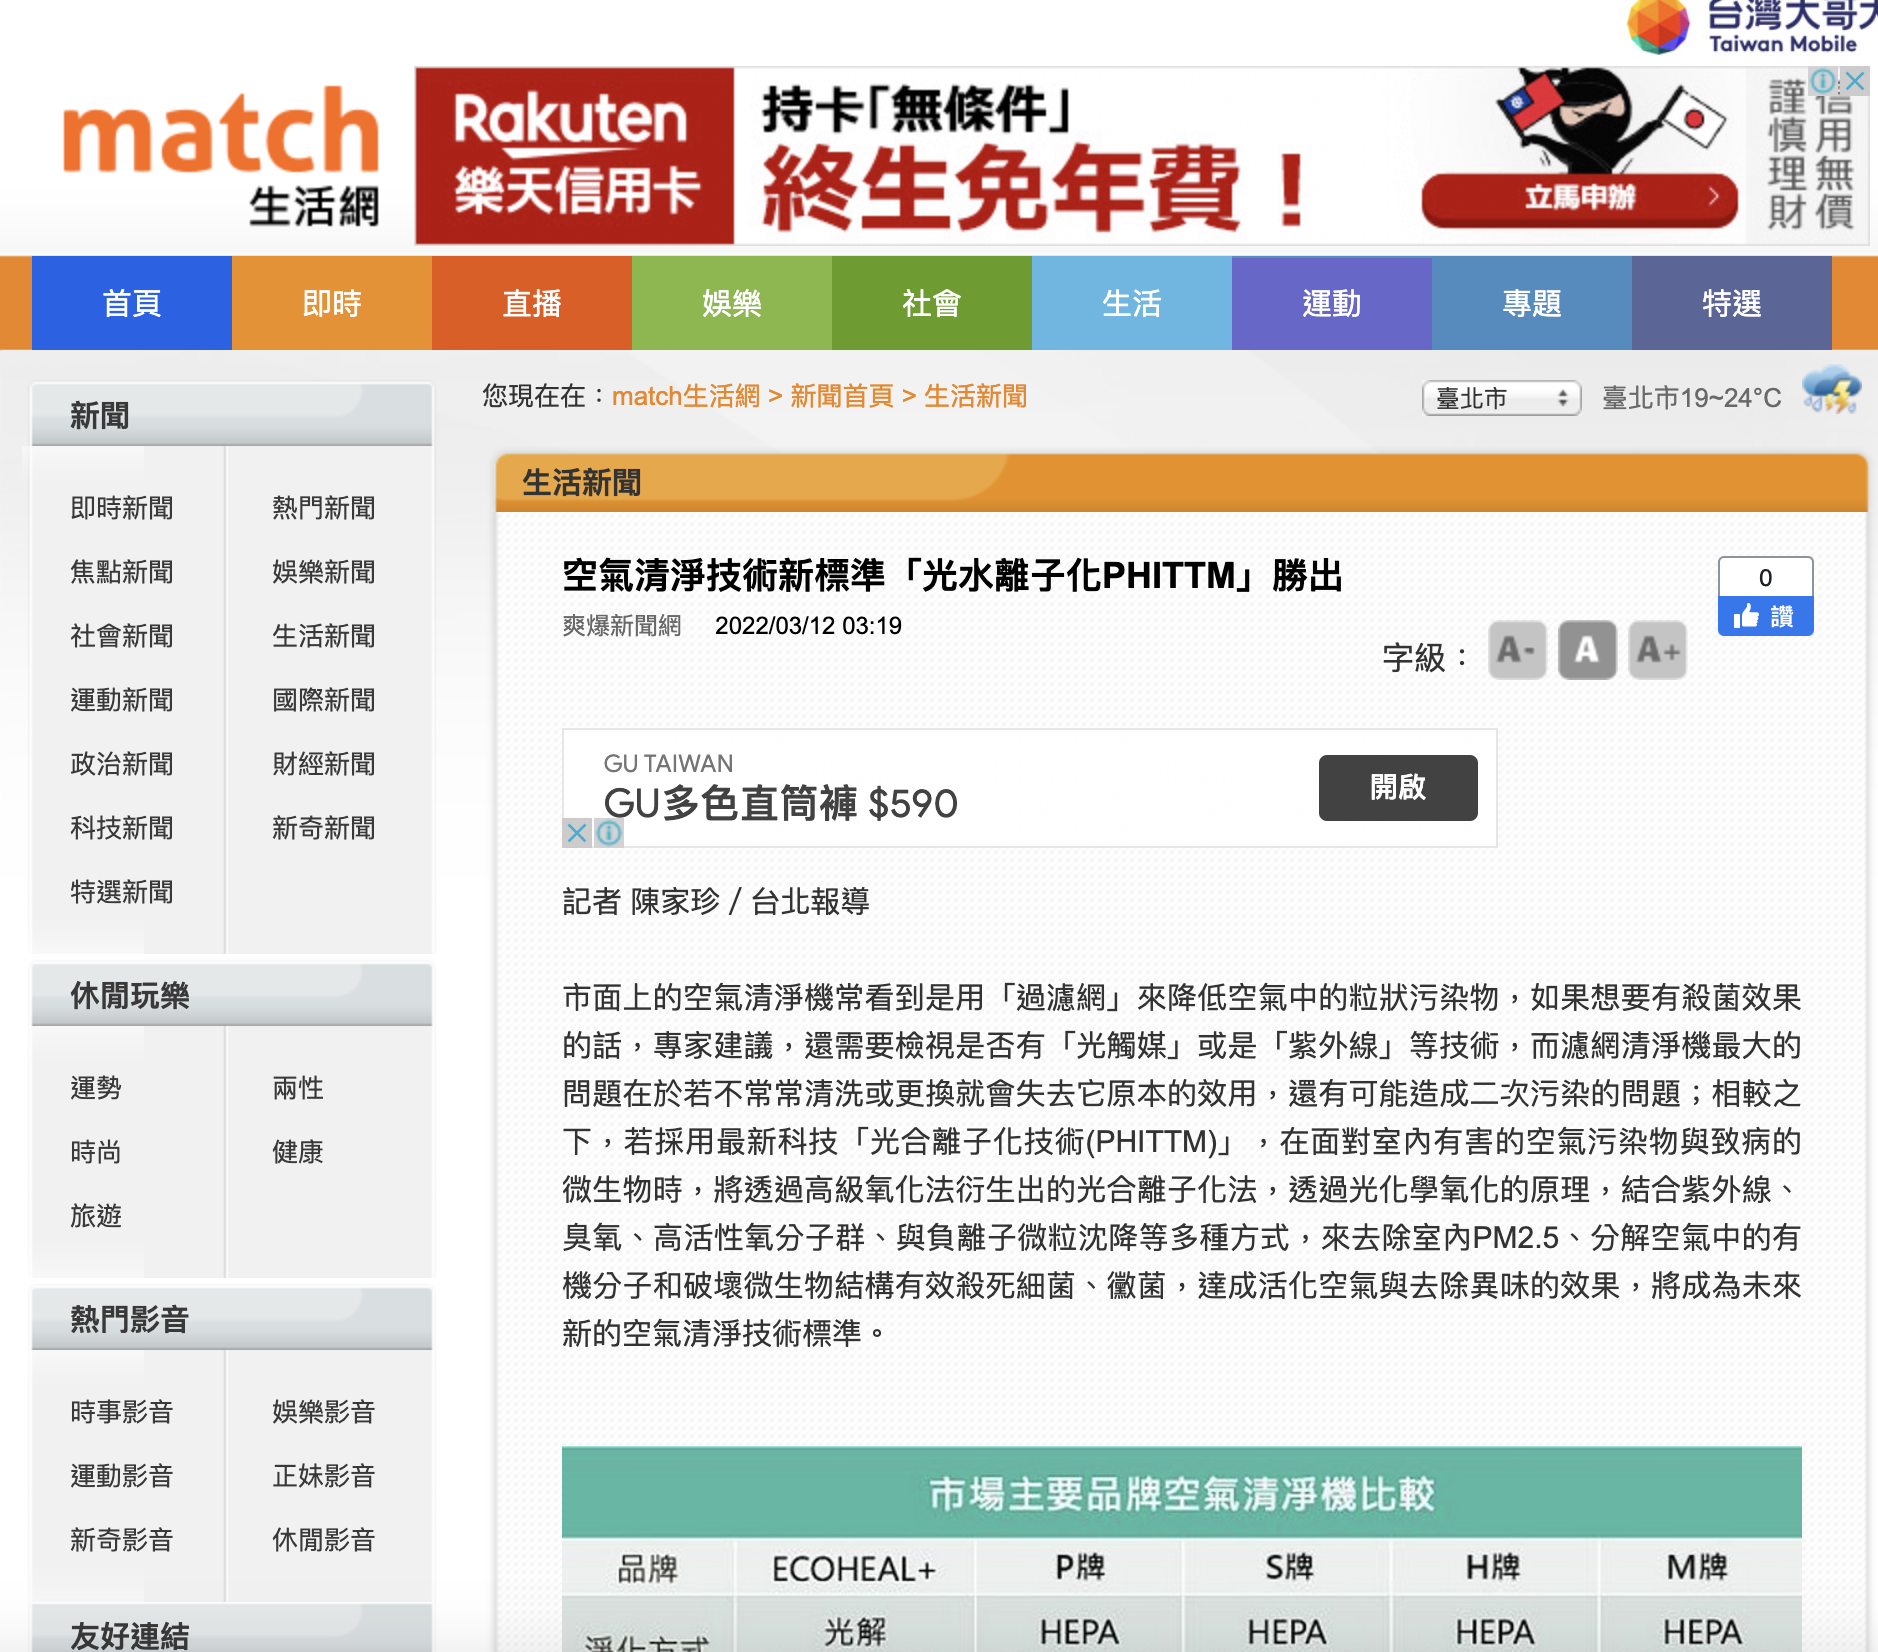 台灣大哥大
Taiwan Mobile
match
生活網
Rakuten
樂天信用卡
持卡「無條件」
終生免年費！
立馬申辦
謹慎理財
信用無價
首頁
即時
直播
娛樂
社會
生活
運動
專題
特選
您現在在：match生活網 > 新聞首頁 > 生活新聞
臺北市
臺北市19~24°C
新聞
即時新聞
熱門新聞
焦點新聞
娛樂新聞
社會新聞
生活新聞
運動新聞
國際新聞
政治新聞
財經新聞
科技新聞
新奇新聞
特選新聞
休閒玩樂
運勢
兩性
時尚
健康
旅遊
熱門影音
時事影音
娛樂影音
運動影音
正妹影音
新奇影音
休閒影音
友好連結
生活新聞
空氣清淨技術新標準「光水離子化PHITTM」勝出
爽爆新聞網 2022/03/12 03:19
0
讚
字級：
A-
A
A+
GU TAIWAN
GU多色直筒褲 $590
開啟
記者 陳家珍 / 台北報導
市面上的空氣清淨機常看到是用「過濾網」來降低空氣中的粒狀污染物，如果想要有殺菌效果
的話，專家建議，還需要檢視是否有「光觸媒」或是「紫外線」等技術，而濾網清淨機最大的
問題在於若不常常清洗或更換就會失去它原本的效用，還有可能造成二次污染的問題；相較之
下，若採用最新科技「光合離子化技術(PHITTM)」，在面對室內有害的空氣污染物與致病的
微生物時，將透過高級氧化法衍生出的光合離子化法，透過光化學氧化的原理，結合紫外線、
臭氧、高活性氧分子群、與負離子微粒沈降等多種方式，來去除室內PM2.5、分解空氣中的有
機分子和破壞微生物結構有效殺死細菌、黴菌，達成活化空氣與去除異味的效果，將成為未來
新的空氣清淨技術標準。
市場主要品牌空氣清凈機比較
品牌
ECOHEAL+
P牌
S牌
H牌
M牌
淨化方式
光解
HEPA
HEPA
HEPA
HEPA